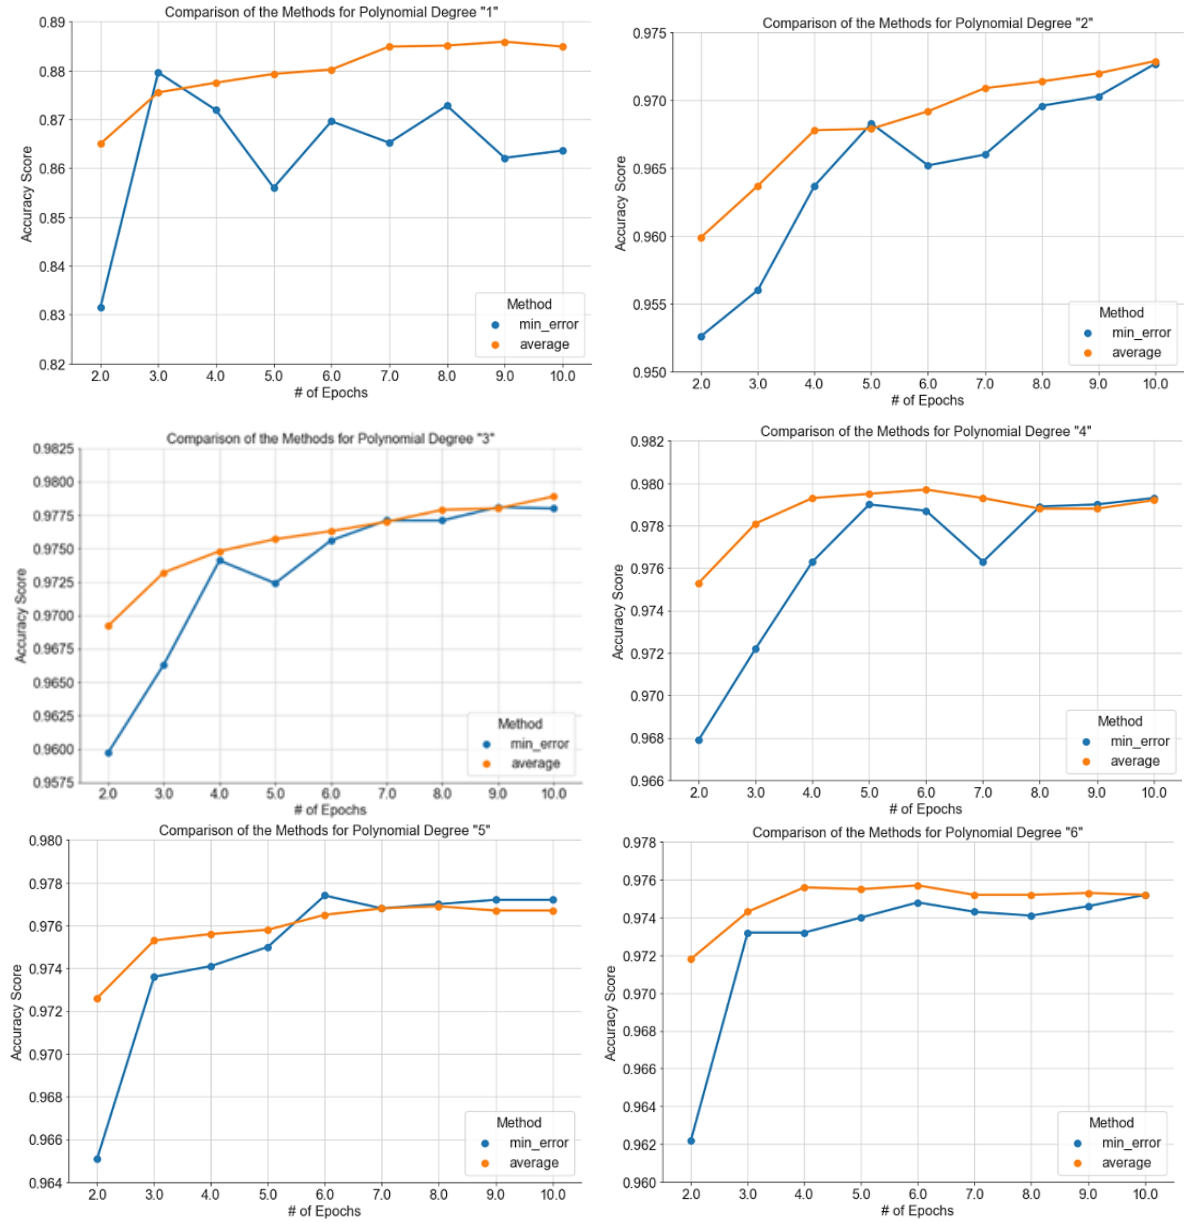 Comparison of the Methods for Polynomial Degree "1"
Accuracy Score
0.89
0.88
0.87
0.86
0.85
0.84
0.83
0.82
2.0 3.0 4.0 5.0 6.0 7.0 8.0 9.0 10.0
# of Epochs
Method
min_error
average
Comparison of the Methods for Polynomial Degree "2"
Accuracy Score
0.975
0.970
0.965
0.960
0.955
0.950
2.0 3.0 4.0 5.0 6.0 7.0 8.0 9.0 10.0
# of Epochs
Method
min_error
average
Comparison of the Methods for Polynomial Degree "3"
Accuracy Score
0.9825
0.9800
0.9775
0.9750
0.9725
0.9700
0.9675
0.9650
0.9625
0.9600
0.9575
2.0 3.0 4.0 5.0 6.0 7.0 8.0 9.0 10.0
# of Epochs
Method
min_error
average
Comparison of the Methods for Polynomial Degree "4"
Accuracy Score
0.982
0.980
0.978
0.976
0.974
0.972
0.970
0.968
0.966
2.0 3.0 4.0 5.0 6.0 7.0 8.0 9.0 10.0
# of Epochs
Method
min_error
average
Comparison of the Methods for Polynomial Degree "5"
Accuracy Score
0.980
0.978
0.976
0.974
0.972
0.970
0.968
0.966
0.964
2.0 3.0 4.0 5.0 6.0 7.0 8.0 9.0 10.0
# of Epochs
Method
min_error
average
Comparison of the Methods for Polynomial Degree "6"
Accuracy Score
0.978
0.976
0.974
0.972
0.970
0.968
0.966
0.964
0.962
0.960
2.0 3.0 4.0 5.0 6.0 7.0 8.0 9.0 10.0
# of Epochs
Method
min_error
average